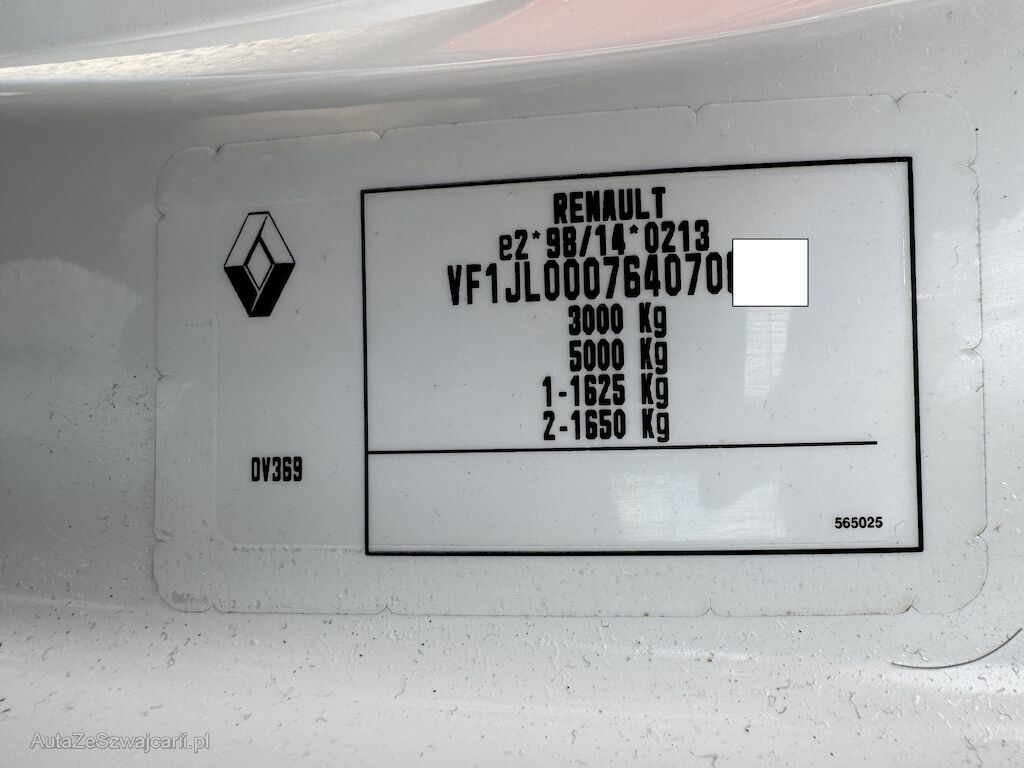 RENAULT
e2*98/14*0213
VF1JL000764070
3000 Kg
5000 Kg
1-1625 Kg
2-1650 Kg
DV369
565025
AutaZeSzwajcarii.pl